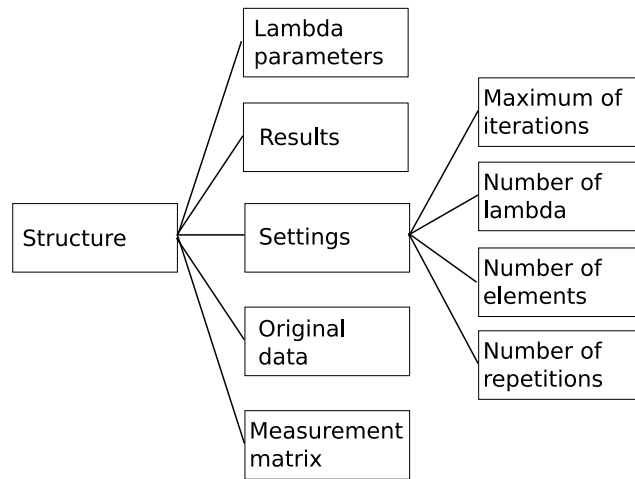 Structure
Lambda
parameters
Results
Settings
Original
data
Measurement
matrix
Maximum of
iterations
Number of
lambda
Number of
elements
Number of
repetitions